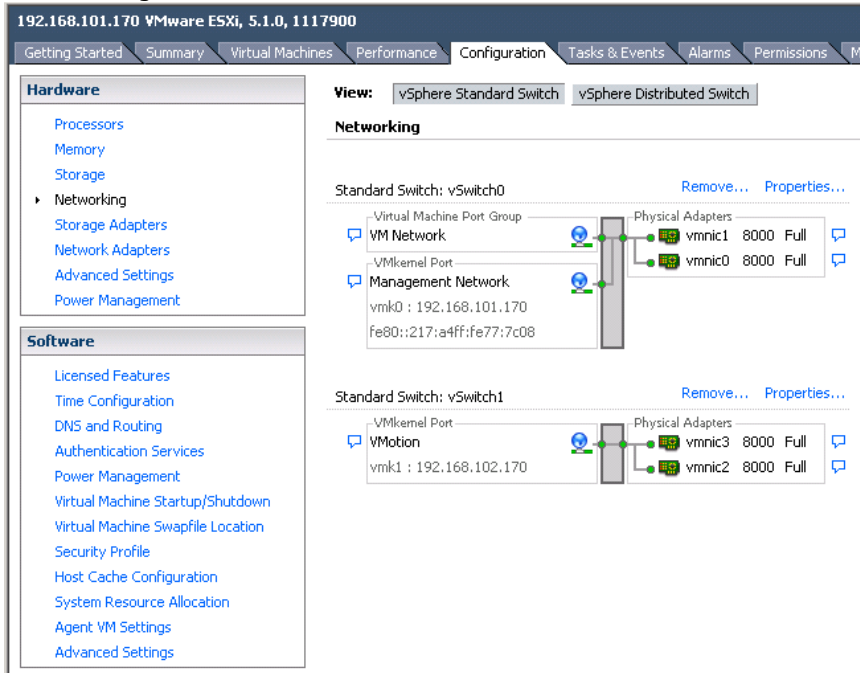 192.168.101.170 VMware ESXi, 5.1.0, 1117900
Getting Started Summary Virtual Machines Performance Configuration Tasks & Events Alarms Permissions M
Hardware
Processors
Memory
Storage
Networking
Storage Adapters
Network Adapters
Advanced Settings
Power Management
Software
Licensed Features
Time Configuration
DNS and Routing
Authentication Services
Power Management
Virtual Machine Startup/Shutdown
Virtual Machine Swapfile Location
Security Profile
Host Cache Configuration
System Resource Allocation
Agent VM Settings
Advanced Settings
View: vSphere Standard Switch vSphere Distributed Switch
Networking
Standard Switch: vSwitch0 Remove... Properties...
Virtual Machine Port Group Physical Adapters
VM Network vmnic1 8000 Full
vmnic0 8000 Full
VMkernel Port
Management Network
vmk0 : 192.168.101.170
fe80::217:a4ff:fe77:7c08
Standard Switch: vSwitch1 Remove... Properties...
VMkernel Port Physical Adapters
VMotion vmnic3 8000 Full
vmk1 : 192.168.102.170 vmnic2 8000 Full